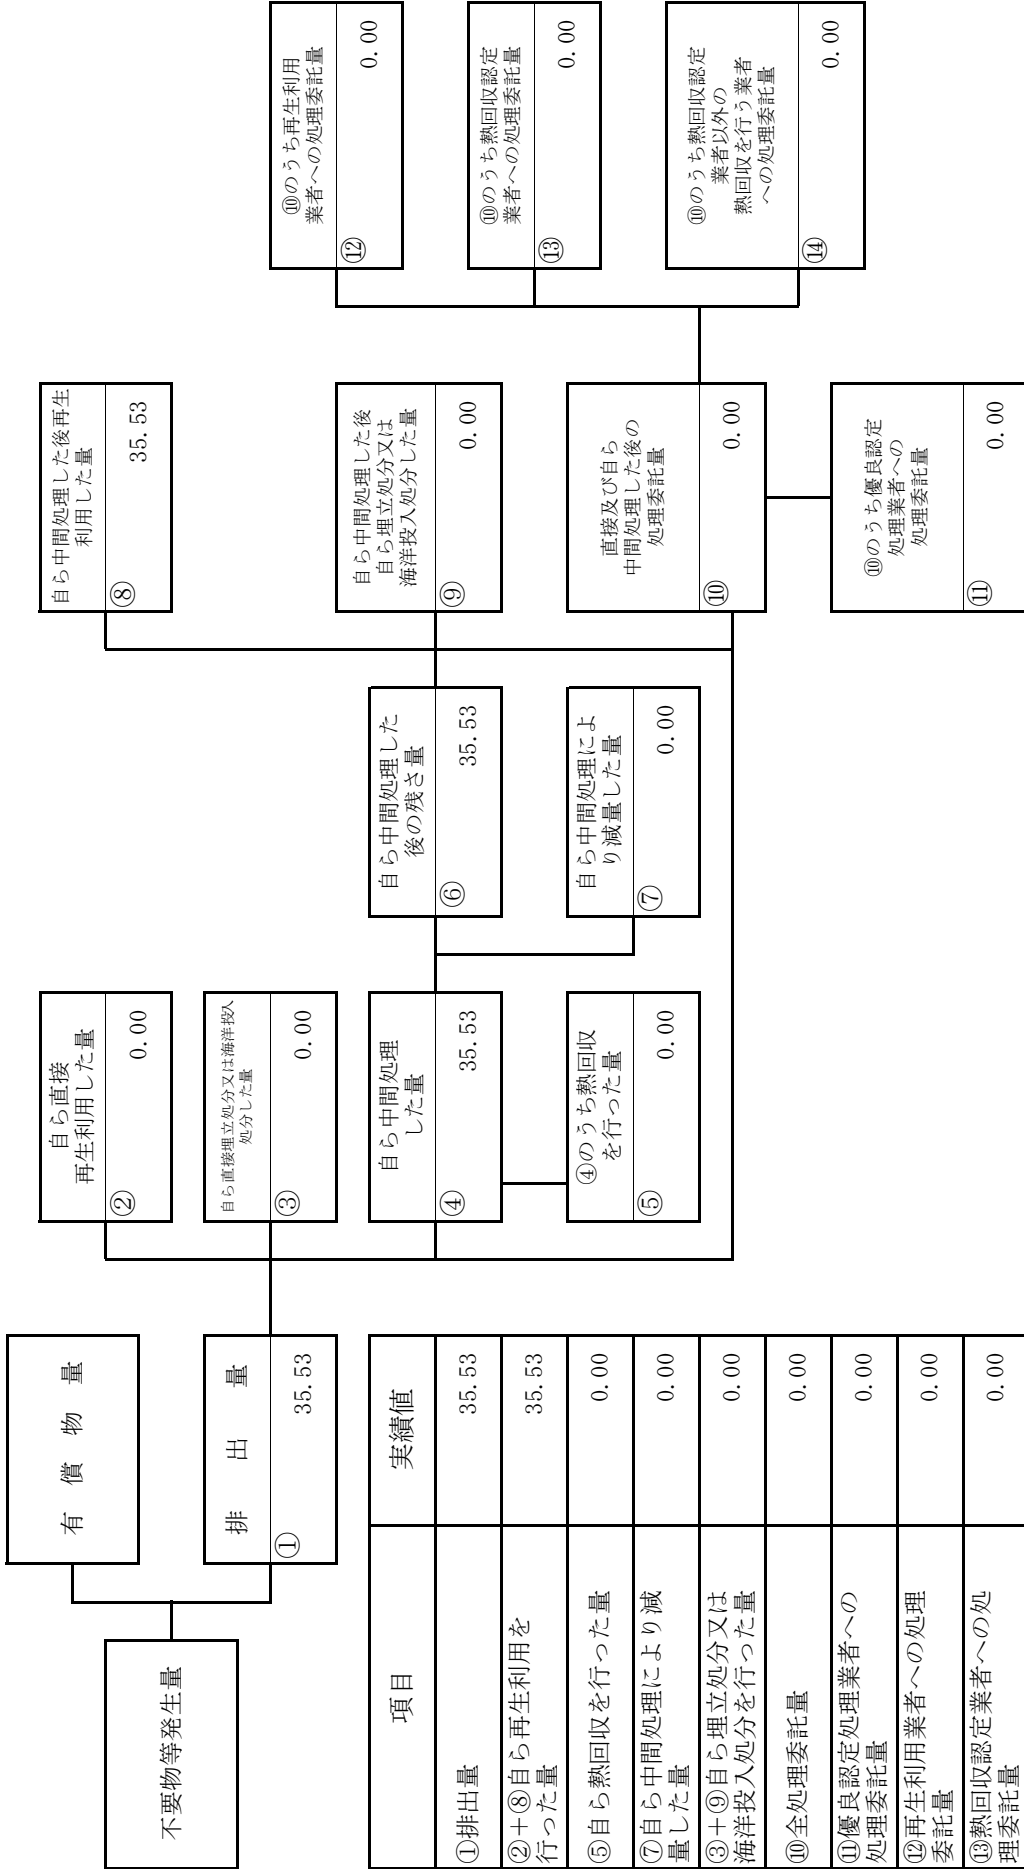 不要物等発生量
有償物量
排出量
①
35.53
自ら直接
再生利用した量
②
0.00
自ら直接埋立処分又は海洋投入
処分した量
③
0.00
自ら中間処理
した量
④
35.53
④のうち熱回収
を行った量
⑤
0.00
自ら中間処理した
後の残さ量
⑥
35.53
自ら中間処理によ
り減量した量
⑦
0.00
自ら中間処理した後再生
利用した量
⑧
35.53
自ら中間処理した後
自ら埋立処分又は
海洋投入処分した量
⑨
0.00
直接及び自ら
中間処理した後の
処理委託量
⑩
0.00
⑩のうち優良認定
処理業者への
処理委託量
⑪
0.00
⑩のうち再生利用
業者への処理委託量
⑫
0.00
⑩のうち熱回収認定
業者への処理委託量
⑬
0.00
⑩のうち熱回収認定
業者以外の
熱回収を行う業者
への処理委託量
⑭
0.00
項目
実績値
①排出量
35.53
②＋⑧自ら再生利用を
行った量
35.53
⑤自ら熱回収を行った量
0.00
⑦自ら中間処理により減
量した量
0.00
③＋⑨自ら埋立処分又は
海洋投入処分を行った量
0.00
⑩全処理委託量
0.00
⑪優良認定処理業者への
処理委託量
0.00
⑫再生利用業者への処理
委託量
0.00
⑬熱回収認定業者への処
理委託量
0.00